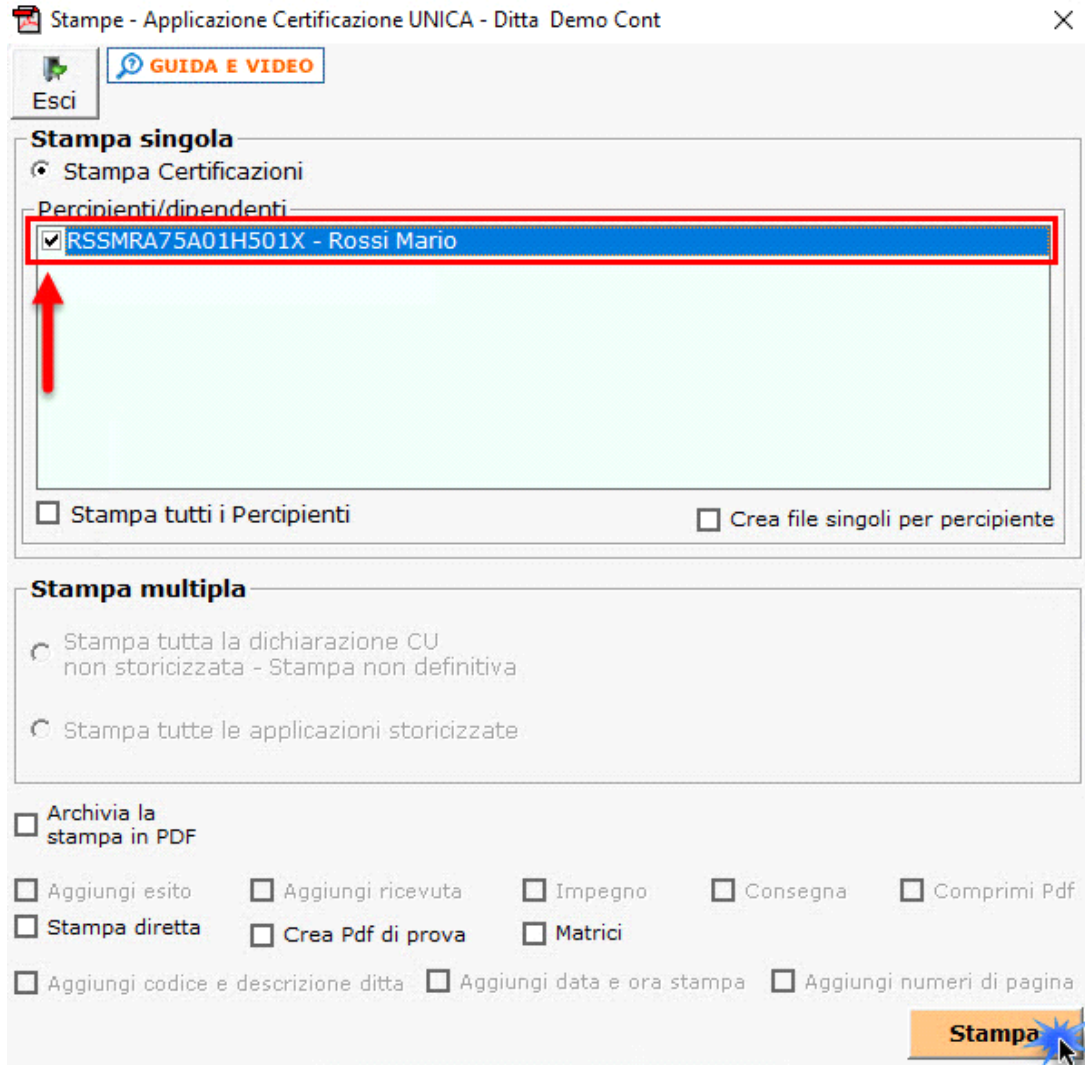 Stampe - Applicazione Certificazione UNICA - Ditta  Demo Cont
GUIDA E VIDEO
Esci
Stampa singola
Stampa Certificazioni
Percipienti/dipendenti
RSSMRA75A01H501X - Rossi Mario
Stampa tutti i Percipienti
Crea file singoli per percipiente
Stampa multipla
Stampa tutta la dichiarazione CU
non storicizzata - Stampa non definitiva
Stampa tutte le applicazioni storicizzate
Archivia la
stampa in PDF
Aggiungi esito Aggiungi ricevuta Impegno Consegna Comprimi Pdf
Stampa diretta Crea Pdf di prova Matrici
Aggiungi codice e descrizione ditta Aggiungi data e ora stampa Aggiungi numeri di pagina
Stampa